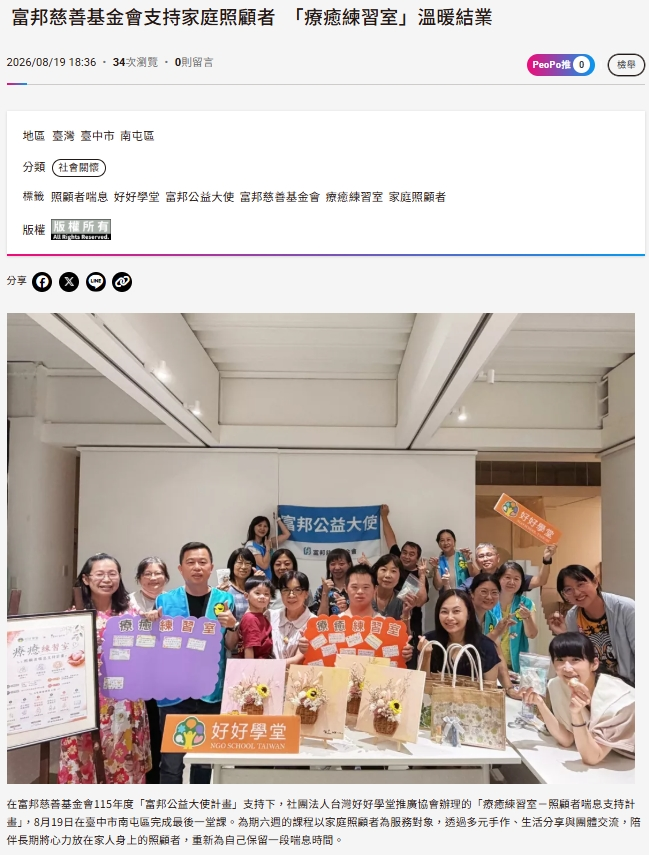 富邦慈善基金會支持家庭照顧者 「療癒練習室」溫暖結業
2026/08/19 18:36 ・ 34次瀏覽 ・ 0則留言
PeoPo推 0
檢舉
地區 臺灣 臺中市 南屯區
分類 社會關懷
標籤 照顧者喘息 好好學堂 富邦公益大使 富邦慈善基金會 療癒練習室 家庭照顧者
版權 版權所有
All Rights Reserved.
分享
LINE
富邦公益大使
好好學堂
療癒練習室
療癒練習室
療癒練習室
好好學堂
NGO SCHOOL TAIWAN
在富邦慈善基金會115年度「富邦公益大使計畫」支持下，社團法人台灣好好學堂推廣協會辦理的「療癒練習室－照顧者喘息支持計
畫」，8月19日在臺中市南屯區完成最後一堂課。為期六週的課程以家庭照顧者為服務對象，透過多元手作、生活分享與團體交流，陪
伴長期將心力放在家人身上的照顧者，重新為自己保留一段喘息時間。